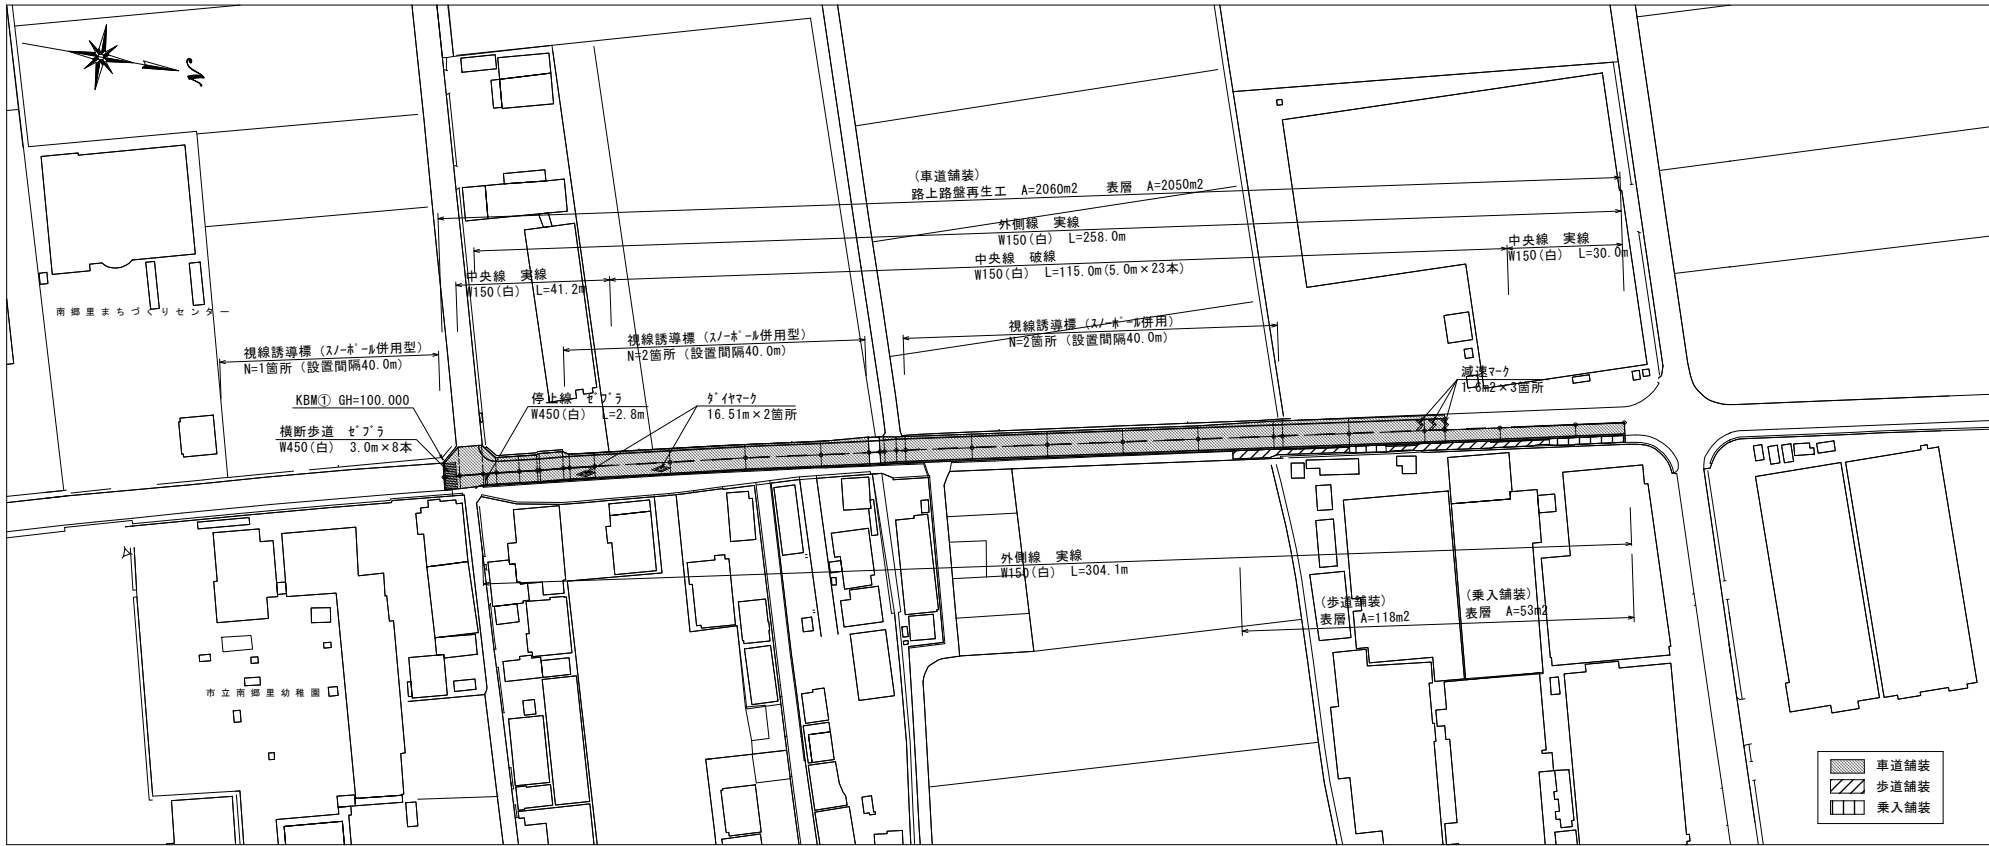 N
(車道舗装)
路上路盤再生工 A=2060m2 表層 A=2050m2
外側線 実線
W150(白) L=258.0m
中央線 実線
W150(白) L=30.0m
中央線 破線
W150(白) L=115.0m(5.0m×23本)
中央線 実線
W150(白) L=41.2m
南郷里まちづくりセンター
視線誘導標 (スノーポール併用型)
N=1箇所 (設置間隔40.0m)
視線誘導標 (スノーポール併用型)
N=2箇所 (設置間隔40.0m)
視線誘導標 (スノーポール併用)
N=2箇所 (設置間隔40.0m)
減速マーク
1.6m2×3箇所
KBM① GH=100.000
停止線 ゼブラ
W450(白) L=2.8m
ダイヤマーク
16.51m×2箇所
横断歩道 ゼブラ
W450(白) 3.0m×8本
外側線 実線
W150(白) L=304.1m
(歩道舗装)
表層 A=118m2
(乗入舗装)
表層 A=53m2
市立南郷里幼稚園
車道舗装
歩道舗装
乗入舗装